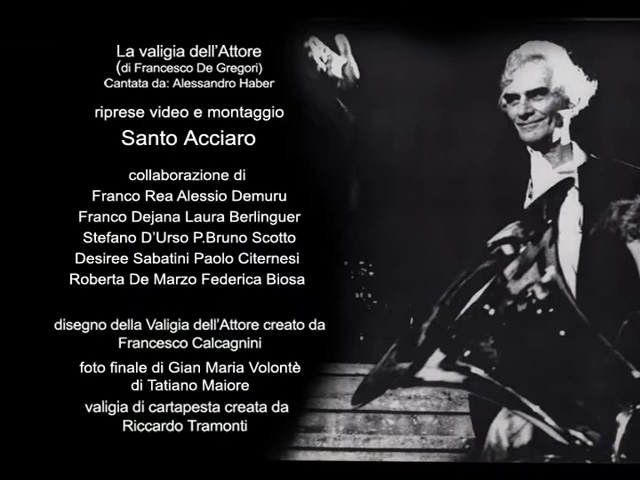 La valigia dell'Attore
(di Francesco De Gregori)
Cantata da: Alessandro Haber
riprese video e montaggio
Santo Acciaro
collaborazione di
Franco Rea Alessio Demuru
Franco Dejana Laura Berlinguer
Stefano D'Urso P.Bruno Scotto
Desiree Sabatini Paolo Citernesi
Roberta De Marzo Federica Biosa
disegno della Valigia dell'Attore creato da
Francesco Calcagnini
foto finale di Gian Maria Volontè
di Tatiano Maiore
valigia di cartapesta creata da
Riccardo Tramonti